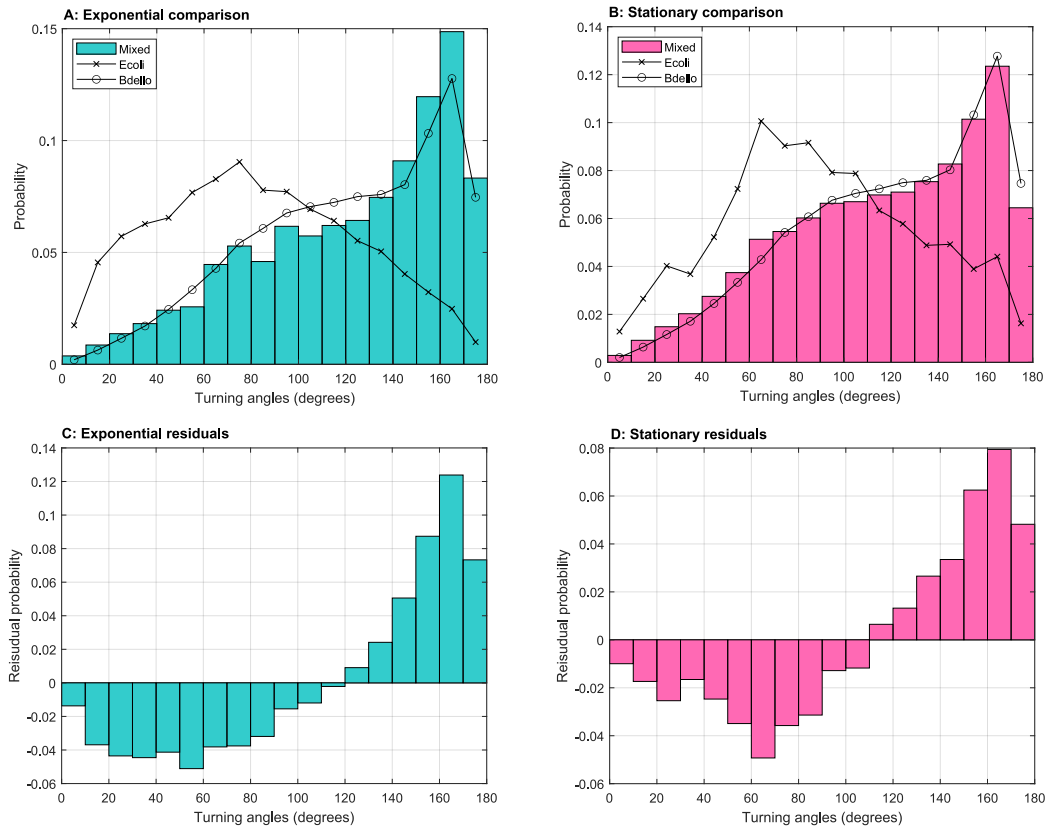 A: Exponential comparison
0.15
0.1
0.05
0
Probability
Mixed
Ecoli
Bdello
0 20 40 60 80 100 120 140 160 180
Turning angles (degrees)
B: Stationary comparison
0.14
0.12
0.1
0.08
0.06
0.04
0.02
0
Probability
Mixed
Ecoli
Bdello
0 20 40 60 80 100 120 140 160 180
Turning angles (degrees)
C: Exponential residuals
0.14
0.12
0.1
0.08
0.06
0.04
0.02
0
-0.02
-0.04
-0.06
Reisudual probability
0 20 40 60 80 100 120 140 160 180
Turning angles (degrees)
D: Stationary residuals
0.08
0.06
0.04
0.02
0
-0.02
-0.04
-0.06
Reisudual probability
0 20 40 60 80 100 120 140 160 180
Turning angles (degrees)